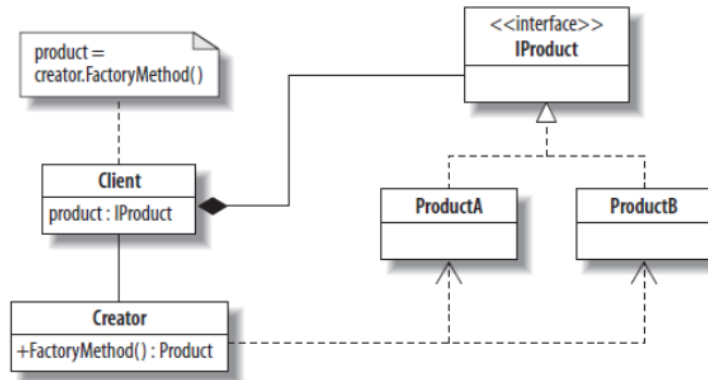 product =
creator.FactoryMethod()
<<interface>>
IProduct
Client
product : IProduct
ProductA
ProductB
Creator
+FactoryMethod() : Product